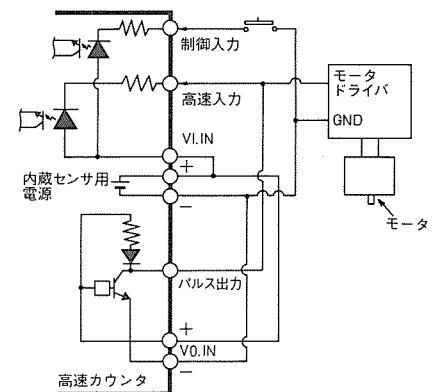 制御入力
高速入力
モータ
ドライバ
GND
VI.IN
+
内蔵センサ用
電源
−
モータ
パルス出力
+
VO.IN
−
高速カウンタ